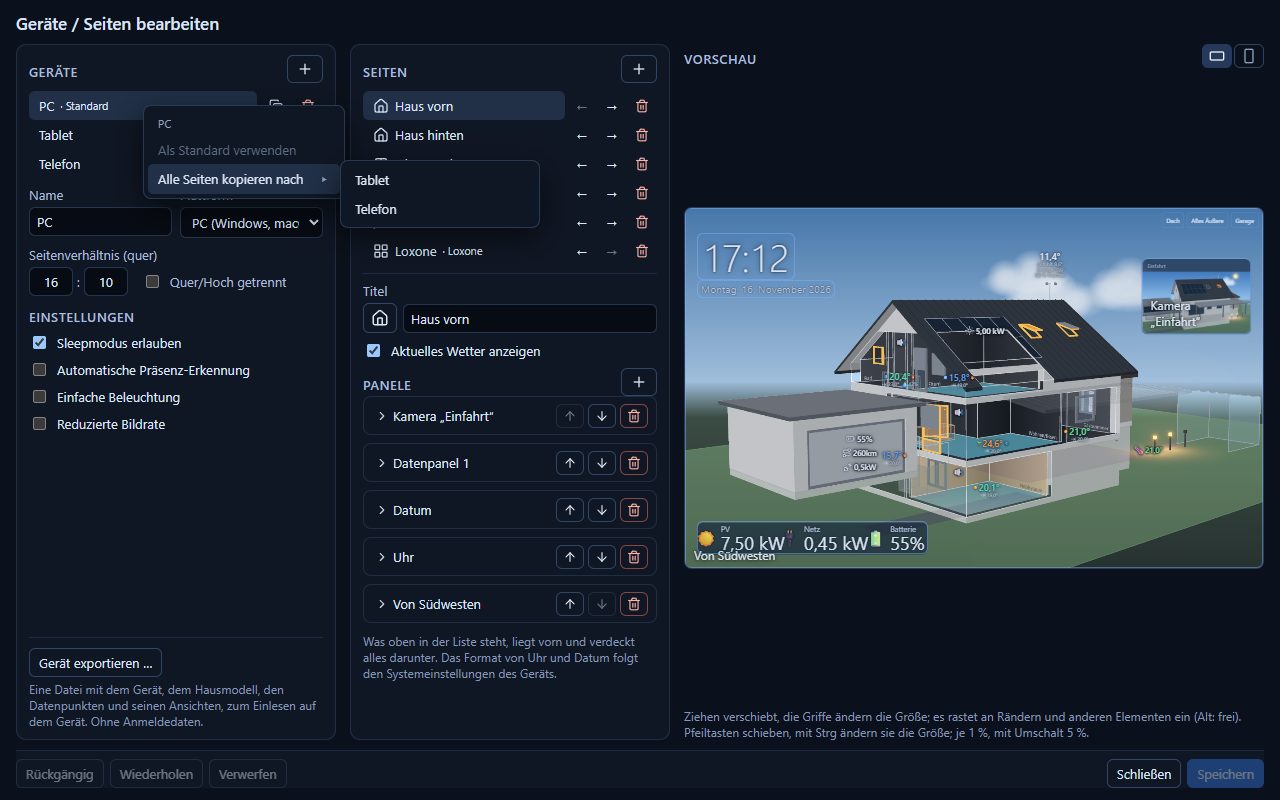 Geräte / Seiten bearbeiten
GERÄTE
PC · Standard
Tablet
Telefon
PC
Als Standard verwenden
Alle Seiten kopieren nach
Tablet
Telefon
Name
PC
PC (Windows, mac
Seitenverhältnis (quer)
16 : 10
Quer/Hoch getrennt
EINSTELLUNGEN
Sleepmodus erlauben
Automatische Präsenz-Erkennung
Einfache Beleuchtung
Reduzierte Bildrate
Gerät exportieren ...
Eine Datei mit dem Gerät, dem Hausmodell, den
Datenpunkten und seinen Ansichten, zum Einlesen auf
dem Gerät. Ohne Anmeldedaten.
SEITEN
Haus vorn
Haus hinten
Loxone · Loxone
Titel
Haus vorn
Aktuelles Wetter anzeigen
PANELE
Kamera „Einfahrt“
Datenpanel 1
Datum
Uhr
Von Südwesten
Was oben in der Liste steht, liegt vorn und verdeckt
alles darunter. Das Format von Uhr und Datum folgt
den Systemeinstellungen des Geräts.
VORSCHAU
Dach Alles Äußere Garage
17:12
Montag, 16. November 2026
11,4°
Einfahrt
Kamera
„Einfahrt“
5,00 kW
20,4°
15,8°
21,0°
24,6°
20,1°
21,0
55%
260km
0,5kW
15,7°
PV
7,50 kW
Netz
0,45 kW
Batterie
55%
Von Südwesten
Ziehen verschiebt, die Griffe ändern die Größe; es rastet an Rändern und anderen Elementen ein (Alt: frei).
Pfeiltasten schieben, mit Strg ändern sie die Größe; je 1 %, mit Umschalt 5 %.
Rückgängig
Wiederholen
Verwerfen
Schließen
Speichern